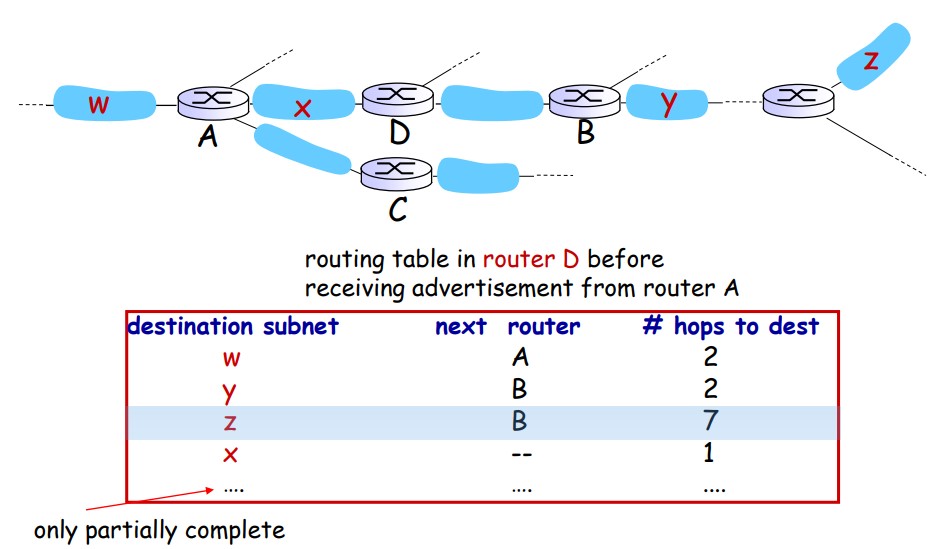 z
w
x
y
A
D
B
C
routing table in router D before
receiving advertisement from router A
destination subnet next router # hops to dest
w A 2
y B 2
z B 7
x -- 1
.... .... ....
only partially complete